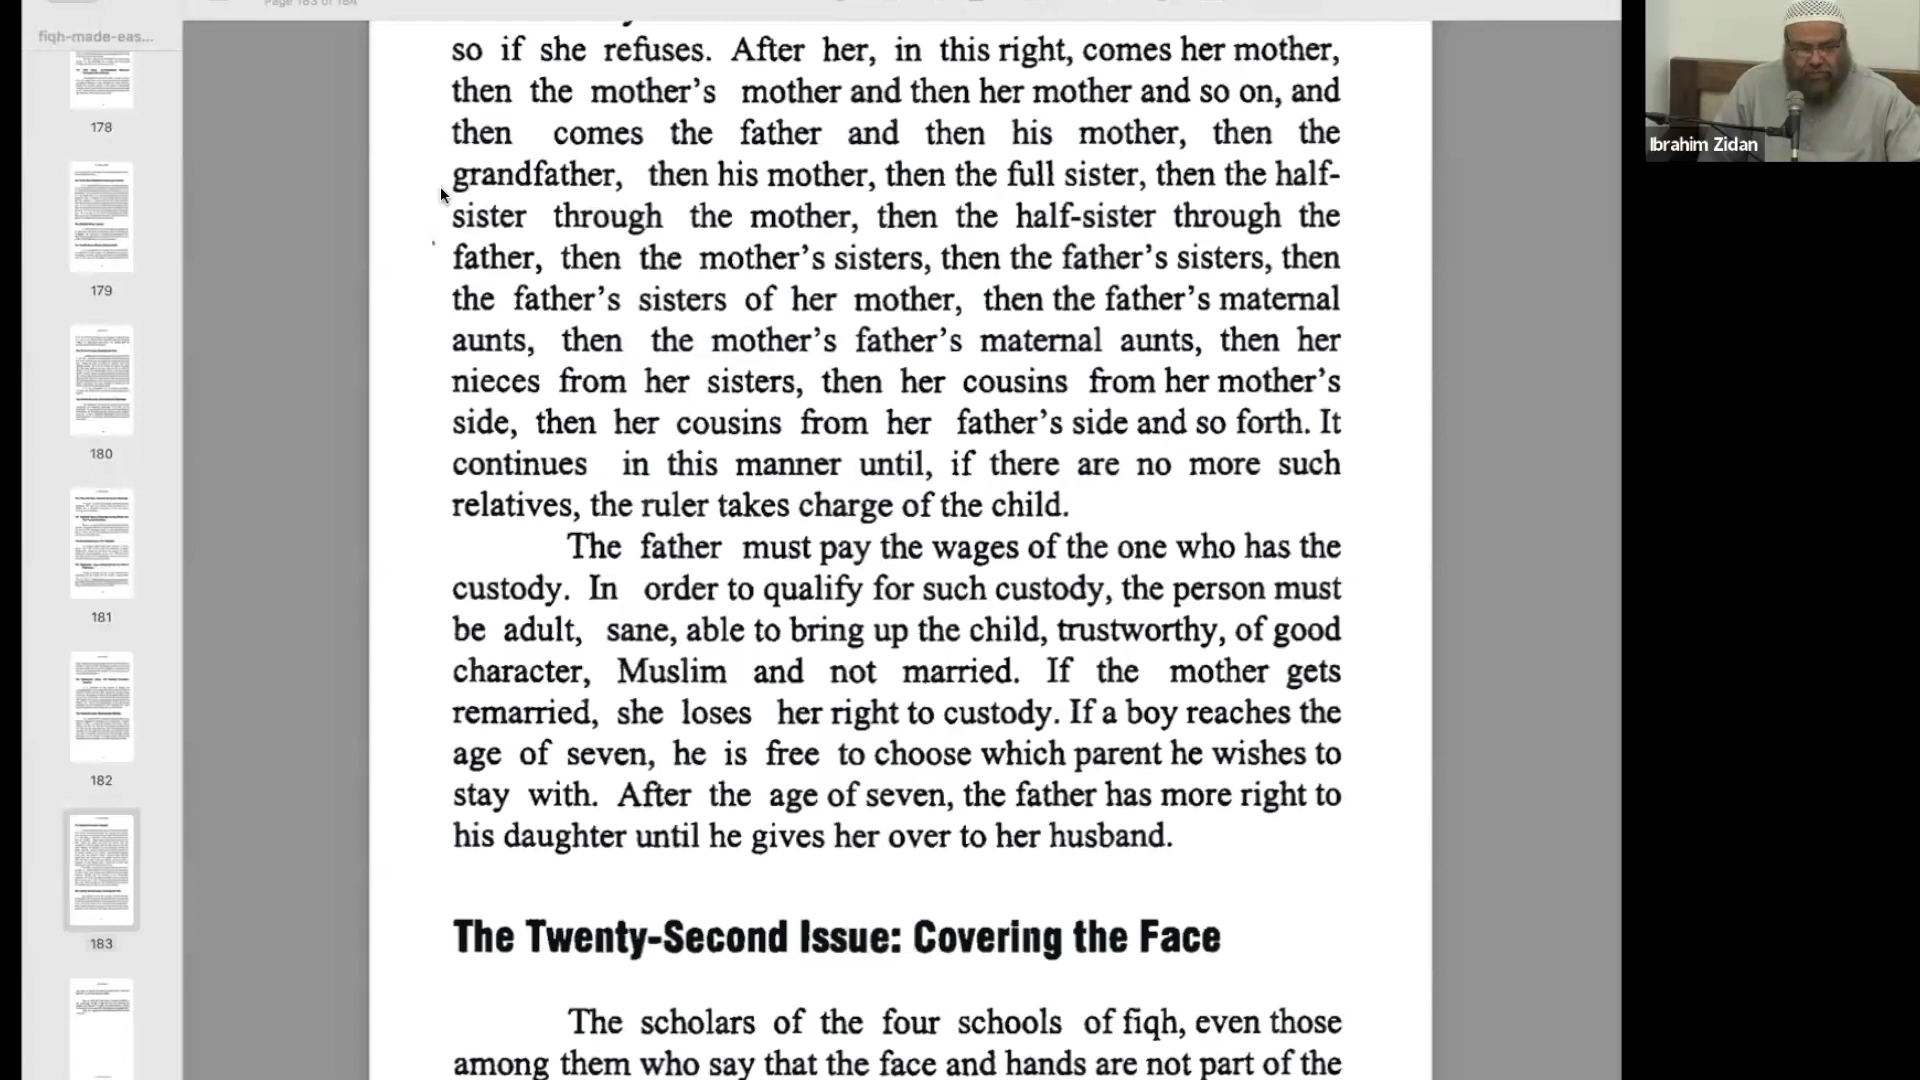 Page 183 of 184
fiqh-made-eas...
178
179
180
181
182
183
so if she refuses. After her, in this right, comes her mother,
then the mother's mother and then her mother and so on, and
then comes the father and then his mother, then the
grandfather, then his mother, then the full sister, then the half-
sister through the mother, then the half-sister through the
father, then the mother's sisters, then the father's sisters, then
the father's sisters of her mother, then the father's maternal
aunts, then the mother's father's maternal aunts, then her
nieces from her sisters, then her cousins from her mother's
side, then her cousins from her father's side and so forth. It
continues in this manner until, if there are no more such
relatives, the ruler takes charge of the child.
The father must pay the wages of the one who has the
custody. In order to qualify for such custody, the person must
be adult, sane, able to bring up the child, trustworthy, of good
character, Muslim and not married. If the mother gets
remarried, she loses her right to custody. If a boy reaches the
age of seven, he is free to choose which parent he wishes to
stay with. After the age of seven, the father has more right to
his daughter until he gives her over to her husband.
The Twenty-Second Issue: Covering the Face
The scholars of the four schools of fiqh, even those
among them who say that the face and hands are not part of the
Ibrahim Zidan